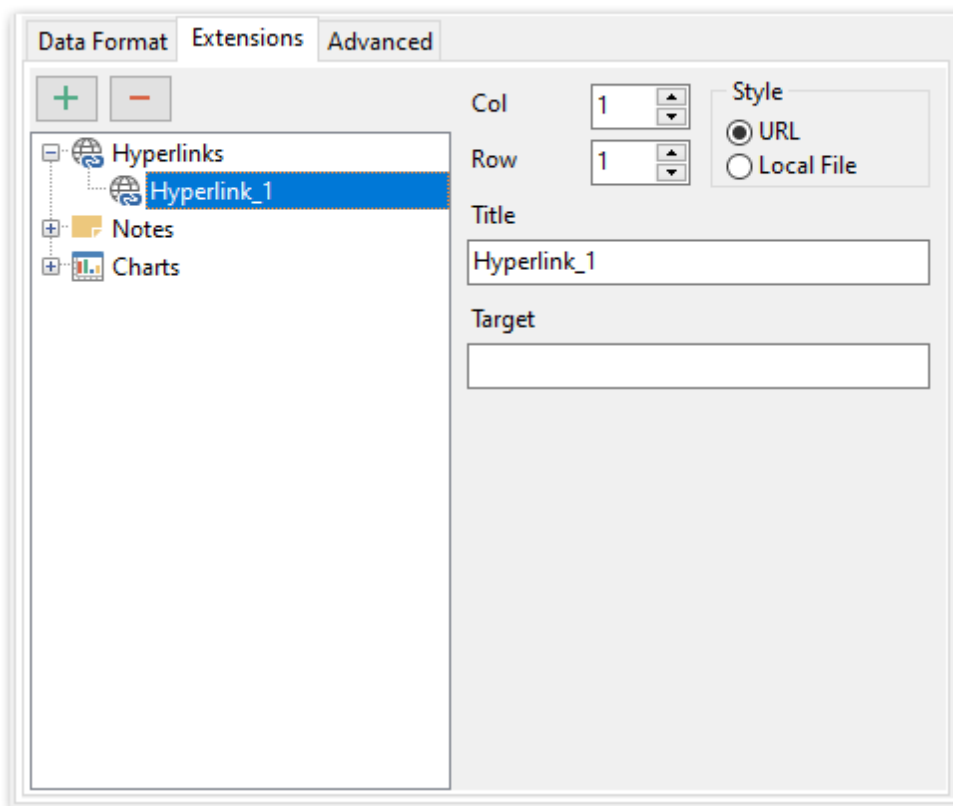 Data Format Extensions Advanced
Col 1
Style
URL
Row 1
Local File
Hyperlinks
Hyperlink_1
Notes
Charts
Title
Hyperlink_1
Target